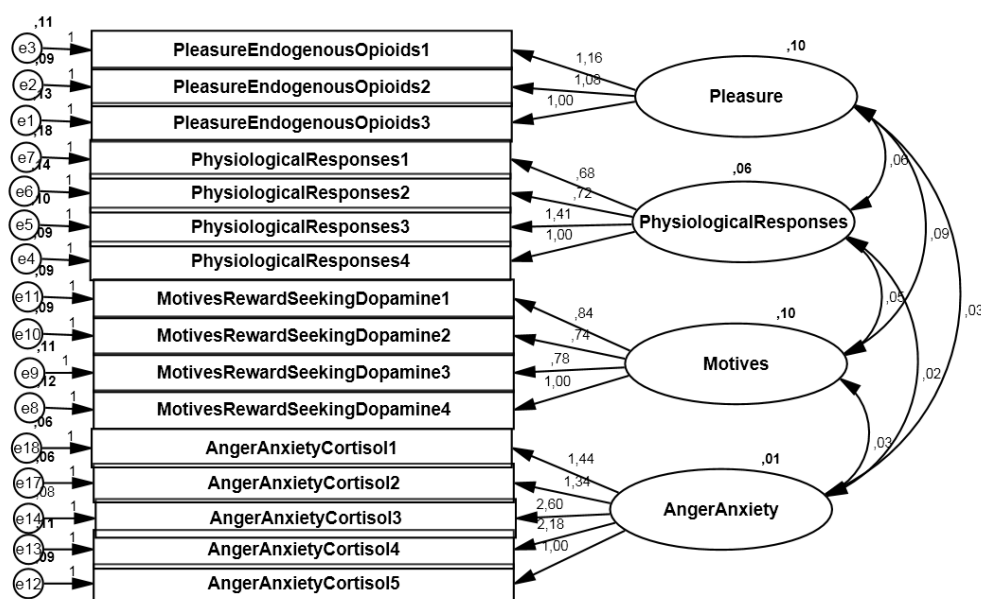 ,11
e3 1 PleasureEndogenousOpioids1
,09
e2 1 PleasureEndogenousOpioids2
,13
e1 1 PleasureEndogenousOpioids3
,18
e7 1 PhysiologicalResponses1
,14
e6 1 PhysiologicalResponses2
,10
e5 1 PhysiologicalResponses3
,09
e4 1 PhysiologicalResponses4
,09
e11 1 MotivesRewardSeekingDopamine1
,09
e10 1 MotivesRewardSeekingDopamine2
,11
e9 1 MotivesRewardSeekingDopamine3
,12
e8 1 MotivesRewardSeekingDopamine4
,06
e18 1 AngerAnxietyCortisol1
,06
e17 1 AngerAnxietyCortisol2
,08
e14 1 AngerAnxietyCortisol3
,11
e13 1 AngerAnxietyCortisol4
,09
e12 1 AngerAnxietyCortisol5
1,16
1,08
1,00
,10
Pleasure
,68
,72
1,41
1,00
,06
PhysiologicalResponses
,84
,74
,78
1,00
,10
Motives
1,44
1,34
2,60
2,18
1,00
,01
AngerAnxiety
,06
,09
,03
,05
,02
,03